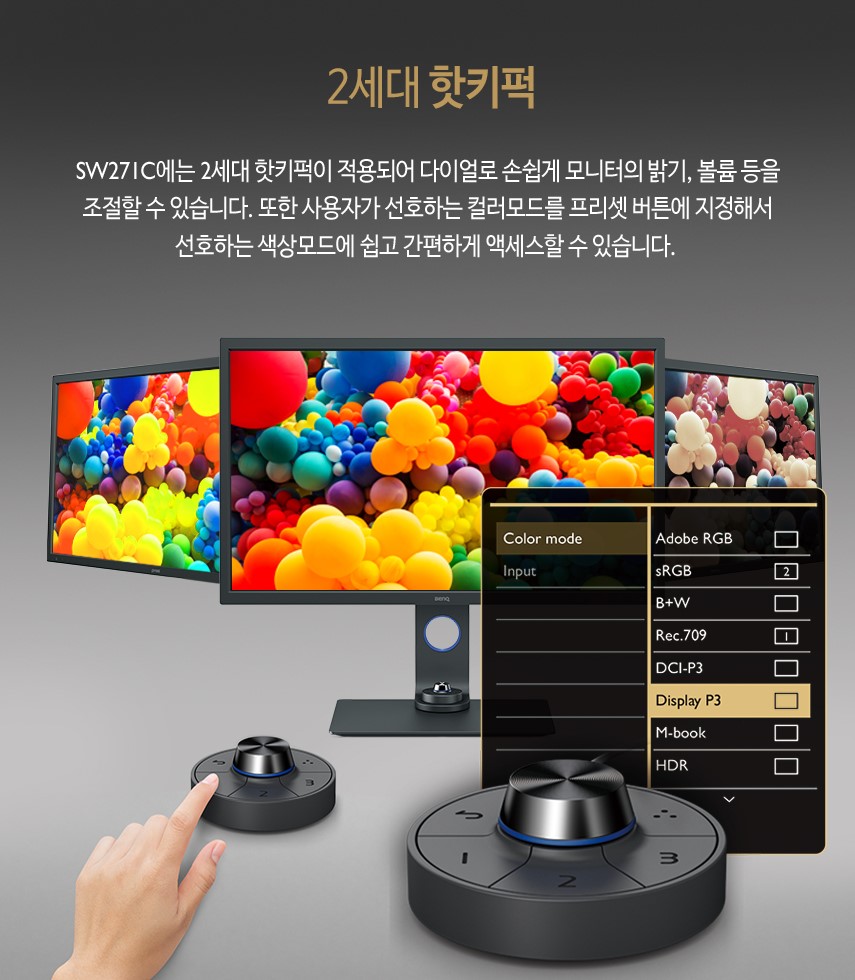 2세대 핫키퍽
SW271C에는 2세대 핫키퍽이 적용되어 다이얼로 손쉽게 모니터의 밝기, 볼륨 등을
조절할 수 있습니다. 또한 사용자가 선호하는 컬러모드를 프리셋 버튼에 지정해서
선호하는 색상모드에 쉽고 간편하게 액세스할 수 있습니다.
BenQ
Color mode
Input
Adobe RGB
sRGB 2
B+W
Rec.709 1
DCI-P3
Display P3
M-book
HDR
2 3
1 2 3